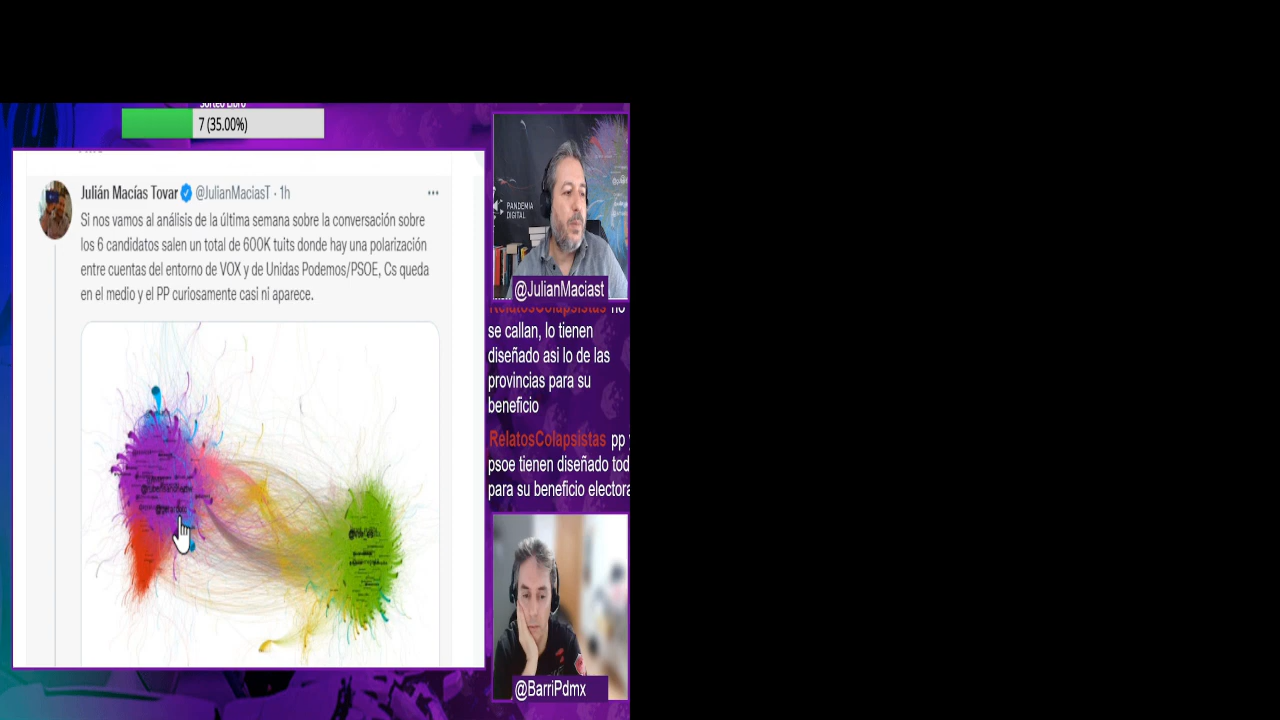 Sorteo Libro
7 (35.00%)
Julián Macías Tovar @JulianMaciasT · 1h
Si nos vamos al análisis de la última semana sobre la conversación sobre
los 6 candidatos salen un total de 600K tuits donde hay una polarización
entre cuentas del entorno de VOX y de Unidas Podemos/PSOE, Cs queda
en el medio y el PP curiosamente casi ni aparece.
PANDEMIA
DIGITAL
@JulianMaciast
RelatosColapsistas no
se callan, lo tienen
diseñado asi lo de las
provincias para su
beneficio
RelatosColapsistas pp y
psoe tienen diseñado tod
para su beneficio electora
@BarriPdmx